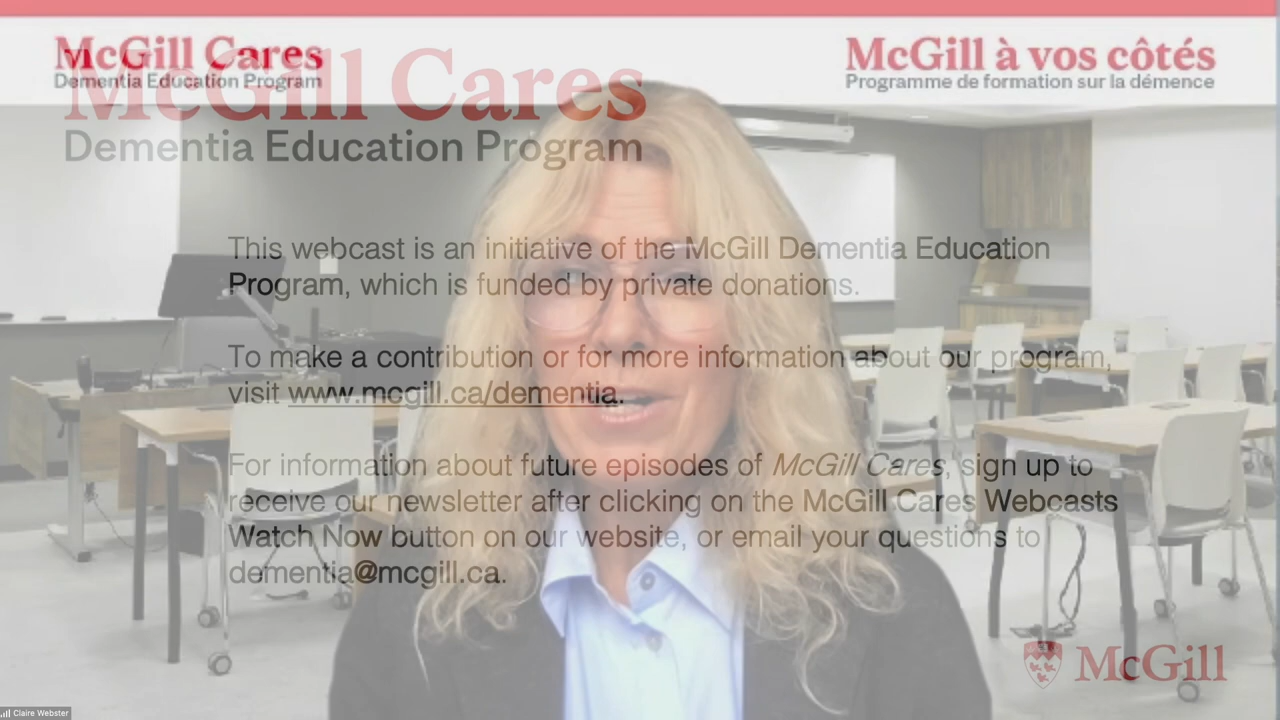 McGill Cares
Dementia Education Program
McGill à vos côtés
Programme de formation sur la démence
McGill Cares
Dementia Education Program
This webcast is an initiative of the McGill Dementia Education
Program, which is funded by private donations.
To make a contribution or for more information about our program,
visit www.mcgill.ca/dementia.
For information about future episodes of McGill Cares, sign up to
receive our newsletter after clicking on the McGill Cares Webcasts
Watch Now button on our website, or email your questions to
dementia@mcgill.ca.
McGill
Claire Webster